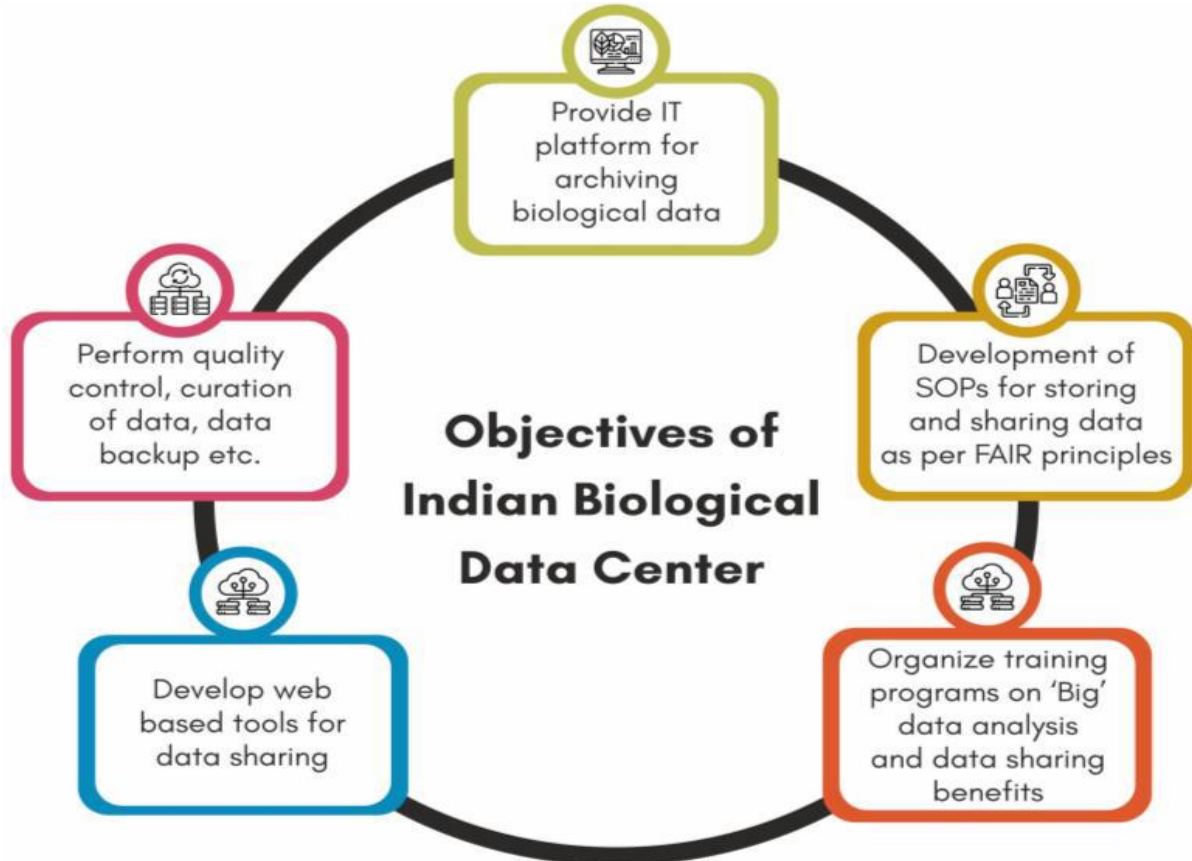 Provide IT
platform for
archiving
biological data
Perform quality
control, curation
of data, data
backup etc.
Development of
SOPs for storing
and sharing data
as per FAIR principles
Objectives of
Indian Biological
Data Center
Develop web
based tools for
data sharing
Organize training
programs on ‘Big’
data analysis
and data sharing
benefits